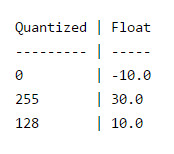 Quantized | Float
--------- | -----
0         | -10.0
255       | 30.0
128       | 10.0